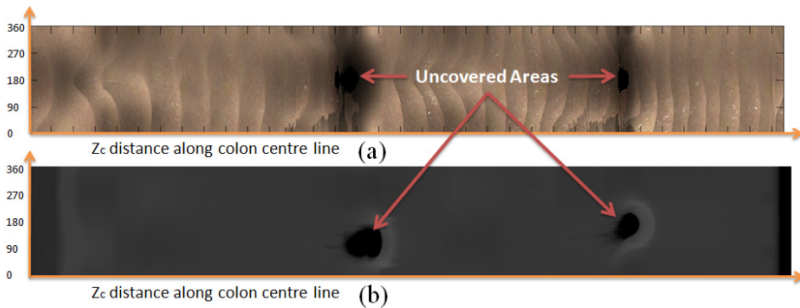 360
270
180
90
0
Uncovered Areas
Zc distance along colon centre line
(a)
360
270
180
90
0
Zc distance along colon centre line
(b)